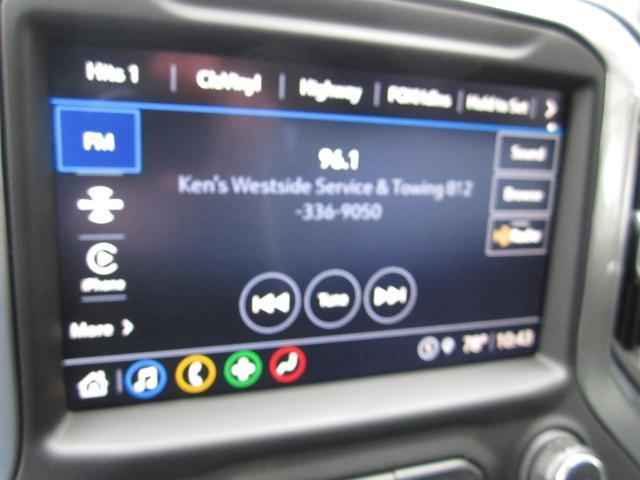 Hits 1 Highway Hold to Set
FM
96.1
Sound
Ken's Westside Service & Towing 812
-336-9050
Browse
iPhone
Tune
More
78° 10:43